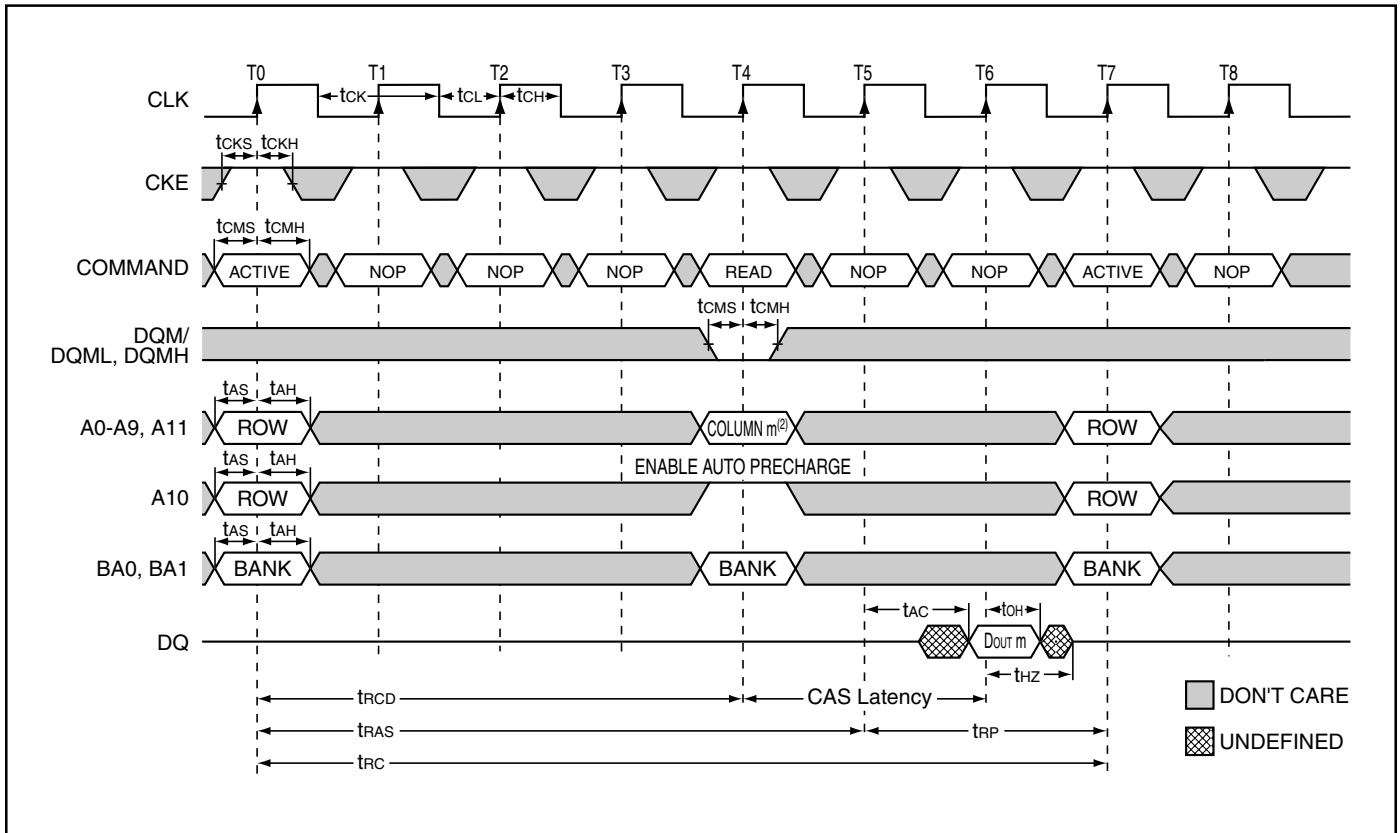 T0 T1 T2 T3 T4 T5 T6 T7 T8
CLK tCK tCL tCH
tCKS tCKH
CKE
tCMS tCMH
COMMAND ACTIVE NOP NOP NOP READ NOP NOP ACTIVE NOP
tCMS tCMH
DQM/
DQML, DQMH
tAS tAH
A0-A9, A11 ROW COLUMN m(2) ROW
tAS tAH ENABLE AUTO PRECHARGE
A10 ROW ROW
tAS tAH
BA0, BA1 BANK BANK BANK
tAC tOH
DQ DOUT m
tHZ
tRCD CAS Latency
DON'T CARE
tRAS tRP
UNDEFINED
tRC